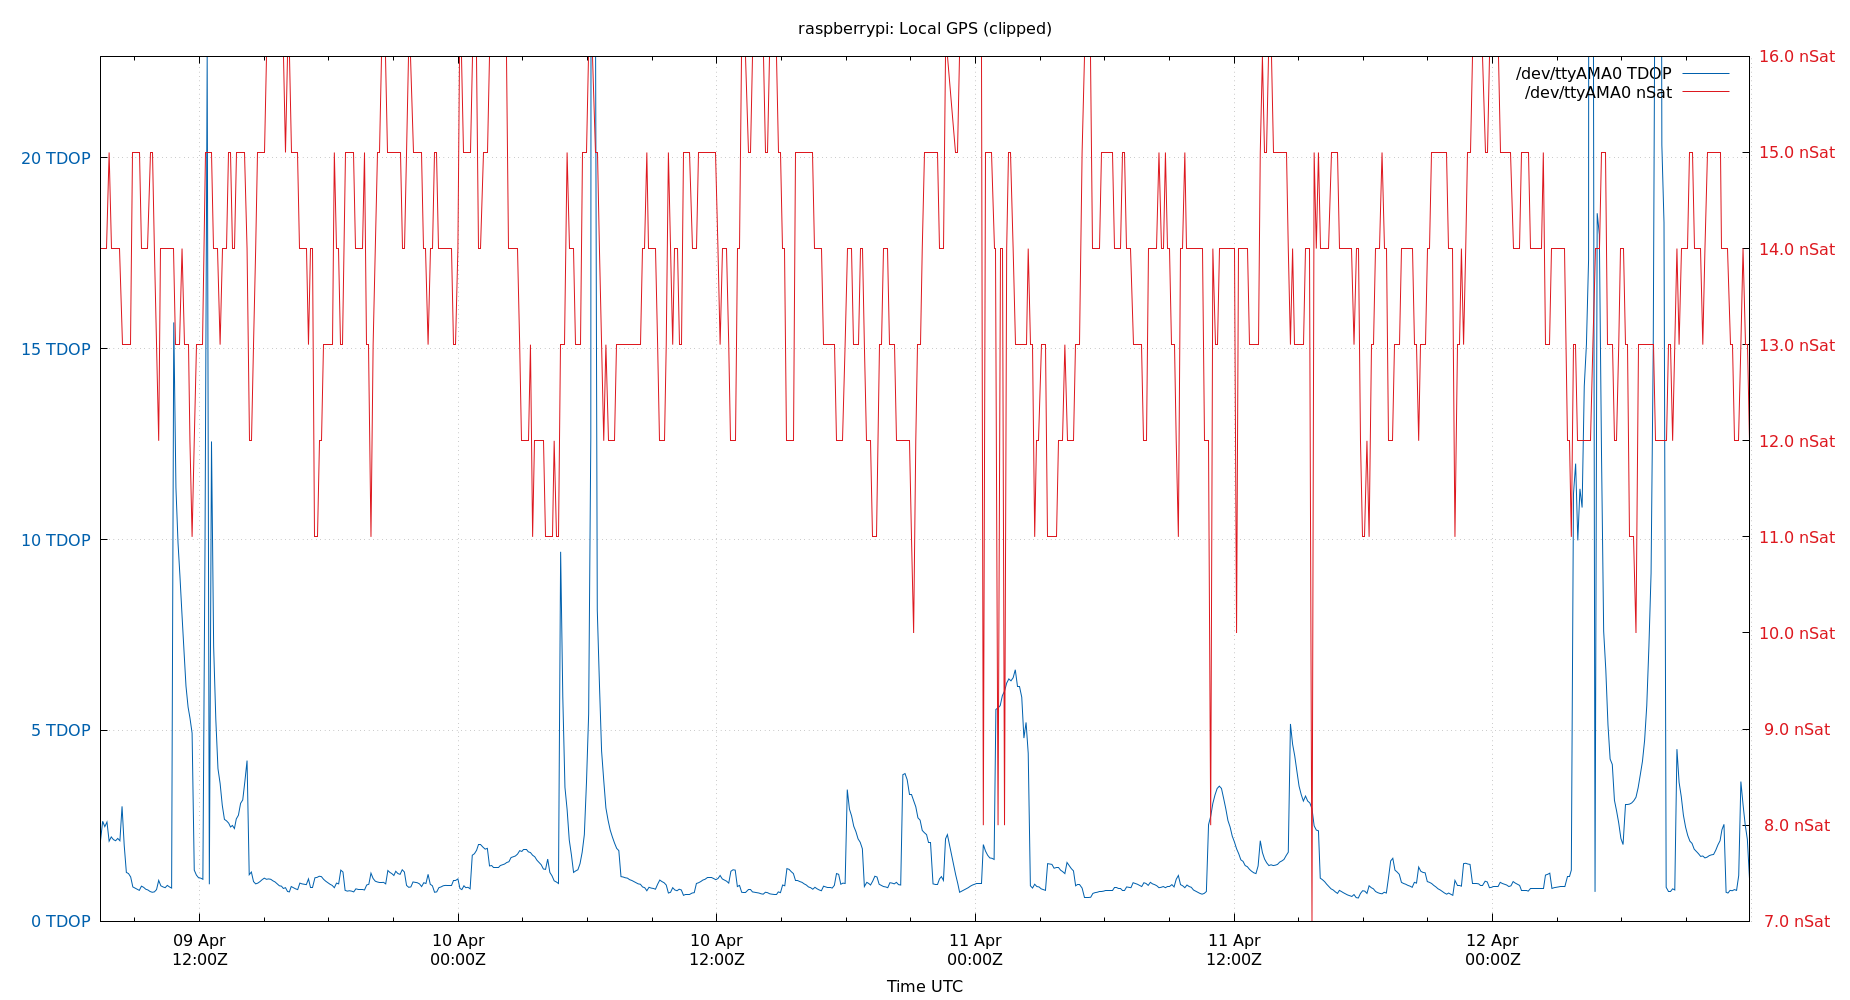 raspberrypi: Local GPS (clipped)
/dev/ttyAMA0 TDOP
/dev/ttyAMA0 nSat
20 TDOP
15 TDOP
10 TDOP
5 TDOP
0 TDOP
16.0 nSat
15.0 nSat
14.0 nSat
13.0 nSat
12.0 nSat
11.0 nSat
10.0 nSat
9.0 nSat
8.0 nSat
7.0 nSat
09 Apr
12:00Z
10 Apr
00:00Z
10 Apr
12:00Z
11 Apr
00:00Z
11 Apr
12:00Z
12 Apr
00:00Z
Time UTC